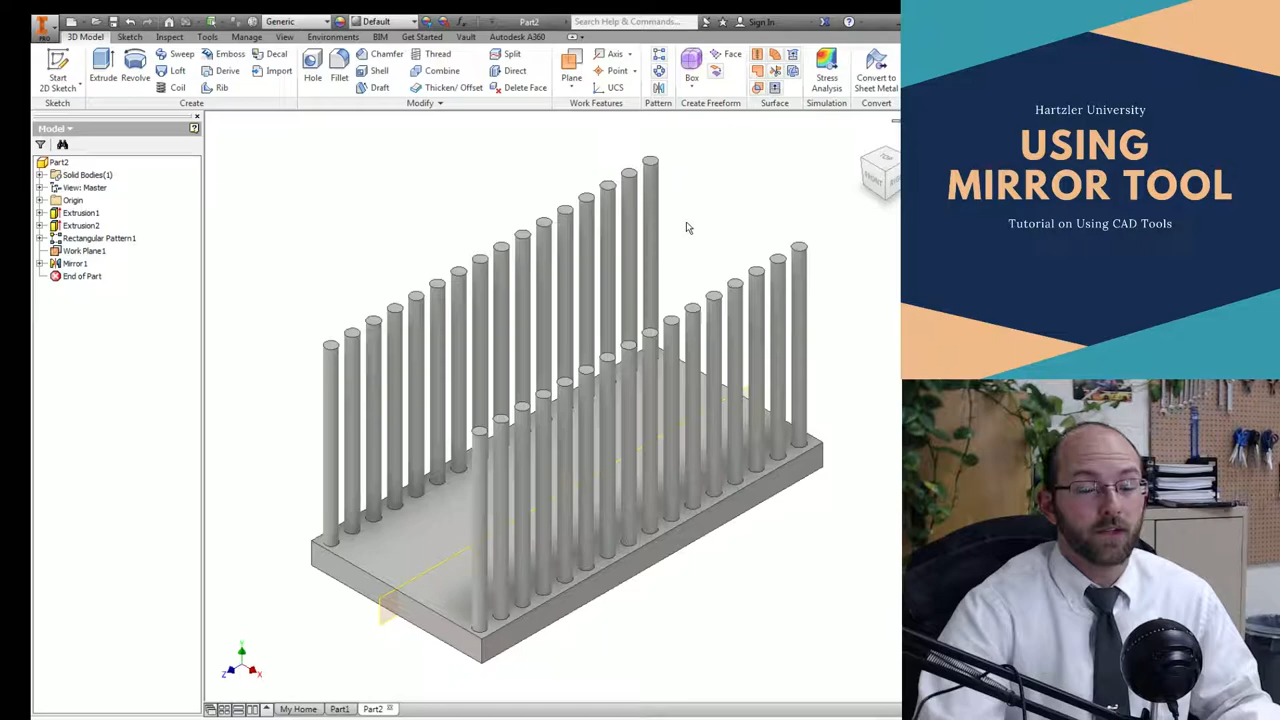 PRO
Generic
Default
Part2
Search Help & Commands...
Sign In
3D Model
Sketch
Inspect
Tools
Manage
View
Environments
BIM
Get Started
Vault
Autodesk A360
Start
2D Sketch
Sketch
Extrude
Revolve
Sweep
Loft
Coil
Emboss
Derive
Rib
Decal
Import
Create
Hole
Fillet
Chamfer
Shell
Draft
Thread
Combine
Thicken/ Offset
Split
Direct
Delete Face
Modify
Plane
Axis
Point
UCS
Work Features
Pattern
Box
Face
Create Freeform
Surface
Stress
Analysis
Simulation
Convert to
Sheet Metal
Convert
Model
Part2
Solid Bodies(1)
View: Master
Origin
Extrusion1
Extrusion2
Rectangular Pattern1
Work Plane1
Mirror1
End of Part
TOP
FRONT
RIGHT
Y
Z
X
My Home
Part1
Part2
Hartzler University
USING
MIRROR TOOL
Tutorial on Using CAD Tools